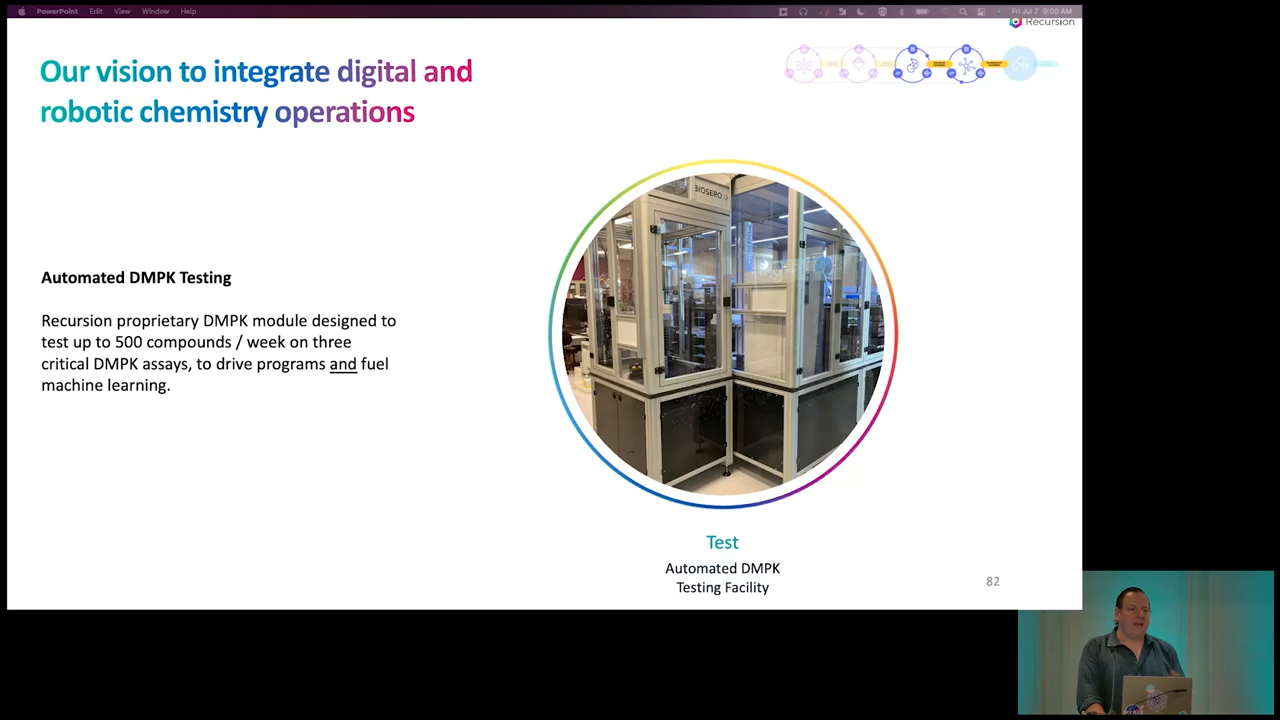 PowerPoint Edit View Window Help
Fri Jul 7 9:00 AM
Recursion
Our vision to integrate digital and
robotic chemistry operations
BIOSERO
Automated DMPK Testing
Recursion proprietary DMPK module designed to
test up to 500 compounds / week on three
critical DMPK assays, to drive programs and fuel
machine learning.
Test
Automated DMPK
Testing Facility
82